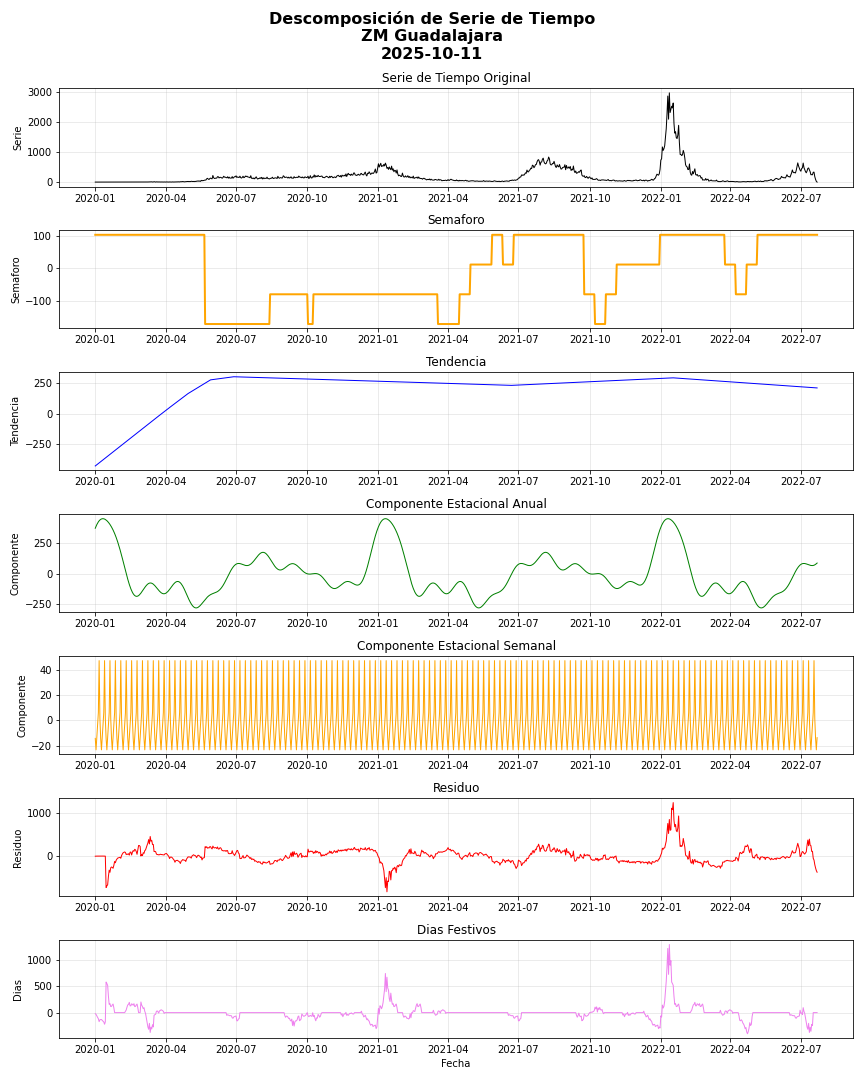 Descomposición de Serie de Tiempo
ZM Guadalajara
2025-10-11
Serie de Tiempo Original
Serie
3000
2000
1000
0
2020-01 2020-04 2020-07 2020-10 2021-01 2021-04 2021-07 2021-10 2022-01 2022-04 2022-07
Semaforo
Semaforo
100
0
−100
2020-01 2020-04 2020-07 2020-10 2021-01 2021-04 2021-07 2021-10 2022-01 2022-04 2022-07
Tendencia
Tendencia
250
0
−250
2020-01 2020-04 2020-07 2020-10 2021-01 2021-04 2021-07 2021-10 2022-01 2022-04 2022-07
Componente Estacional Anual
Componente
250
0
−250
2020-01 2020-04 2020-07 2020-10 2021-01 2021-04 2021-07 2021-10 2022-01 2022-04 2022-07
Componente Estacional Semanal
Componente
40
20
0
−20
2020-01 2020-04 2020-07 2020-10 2021-01 2021-04 2021-07 2021-10 2022-01 2022-04 2022-07
Residuo
Residuo
1000
0
2020-01 2020-04 2020-07 2020-10 2021-01 2021-04 2021-07 2021-10 2022-01 2022-04 2022-07
Dias Festivos
Dias
1000
500
0
2020-01 2020-04 2020-07 2020-10 2021-01 2021-04 2021-07 2021-10 2022-01 2022-04 2022-07
Fecha